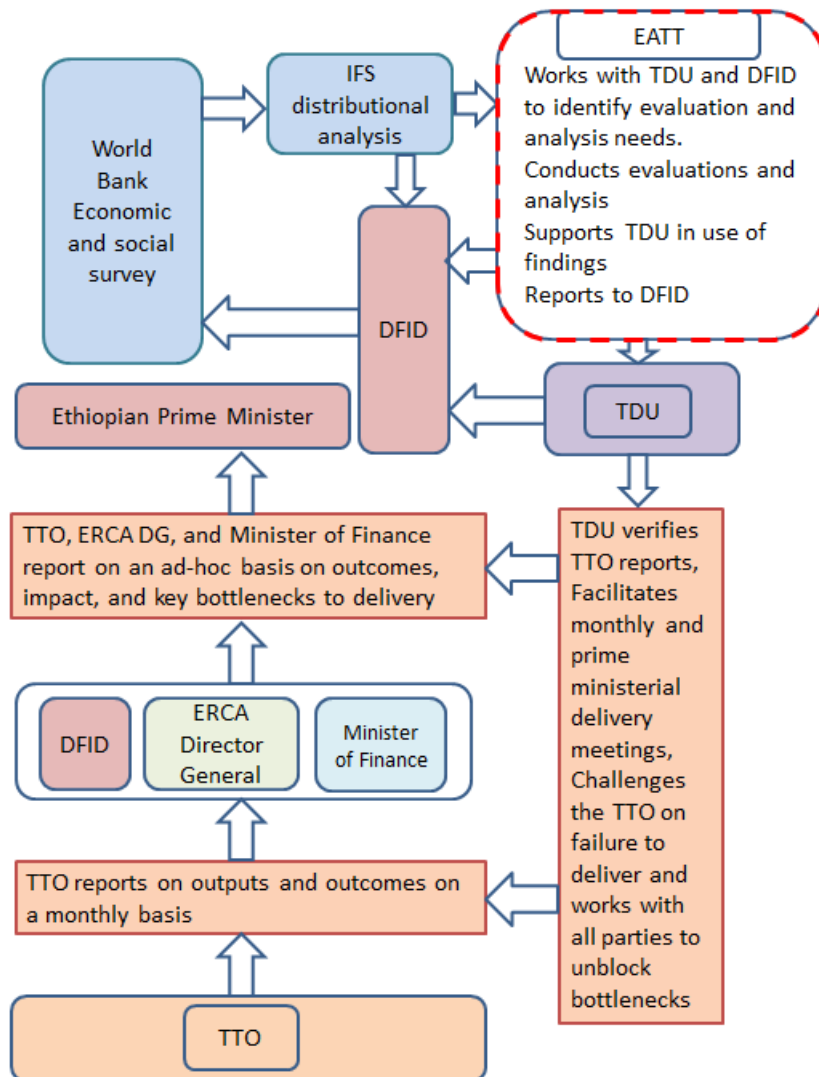 EATT
Works with TDU and DFID
to identify evaluation and
analysis needs.
Conducts evaluations and
analysis
Supports TDU in use of
findings
Reports to DFID
IFS
distributional
analysis
World
Bank
Economic
and social
survey
DFID
Ethiopian Prime Minister
TDU
TTO, ERCA DG, and Minister of Finance
report on an ad-hoc basis on outcomes,
impact, and key bottlenecks to delivery
TDU verifies
TTO reports,
Facilitates
monthly and
prime
ministerial
delivery
meetings,
Challenges
the TTO on
failure to
deliver and
works with
all parties to
unblock
bottlenecks
DFID
ERCA
Director
General
Minister
of Finance
TTO reports on outputs and outcomes on
a monthly basis
TTO